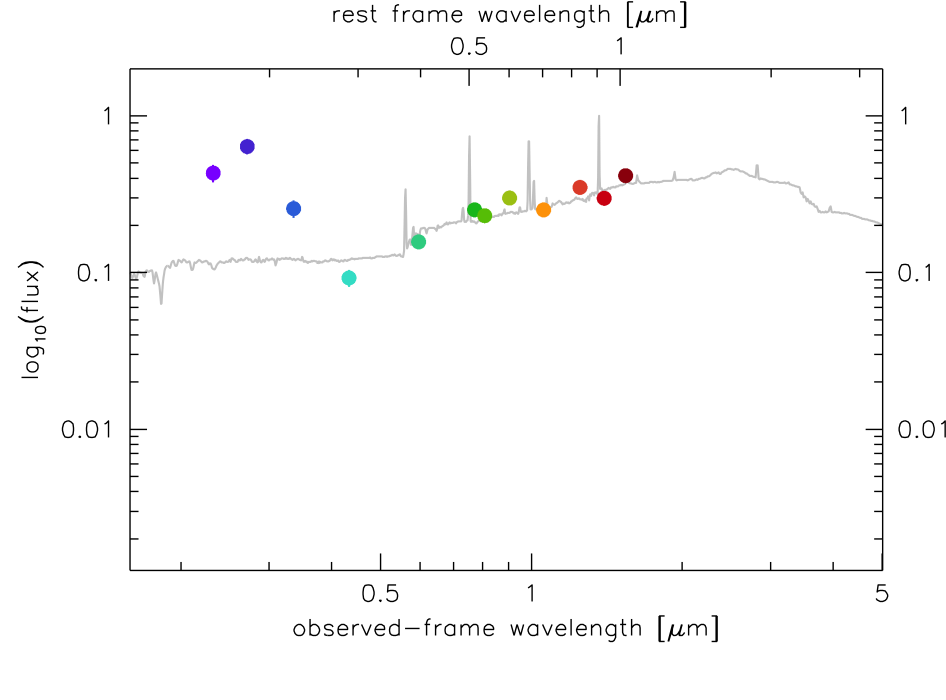 rest frame wavelength [μm]
0.5 1
1 1
0.1 0.1
log10(flux)
0.01 0.01
0.5 1 5
observed-frame wavelength [μm]